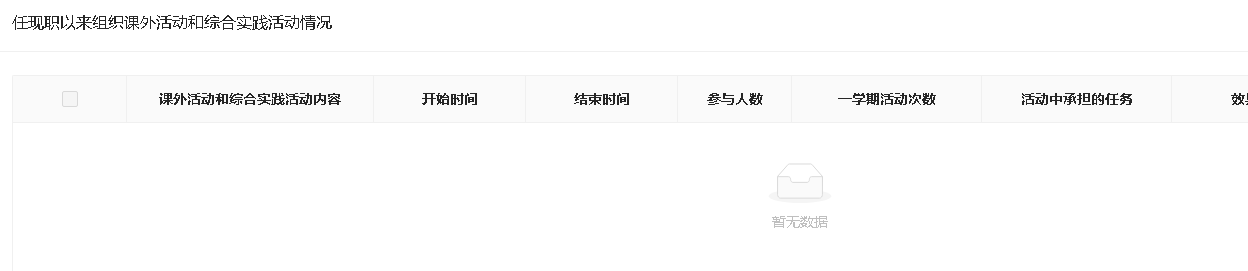 任现职以来组织课外活动和综合实践活动情况
课外活动和综合实践活动内容 开始时间 结束时间 参与人数 一学期活动次数 活动中承担的任务 效
暂无数据